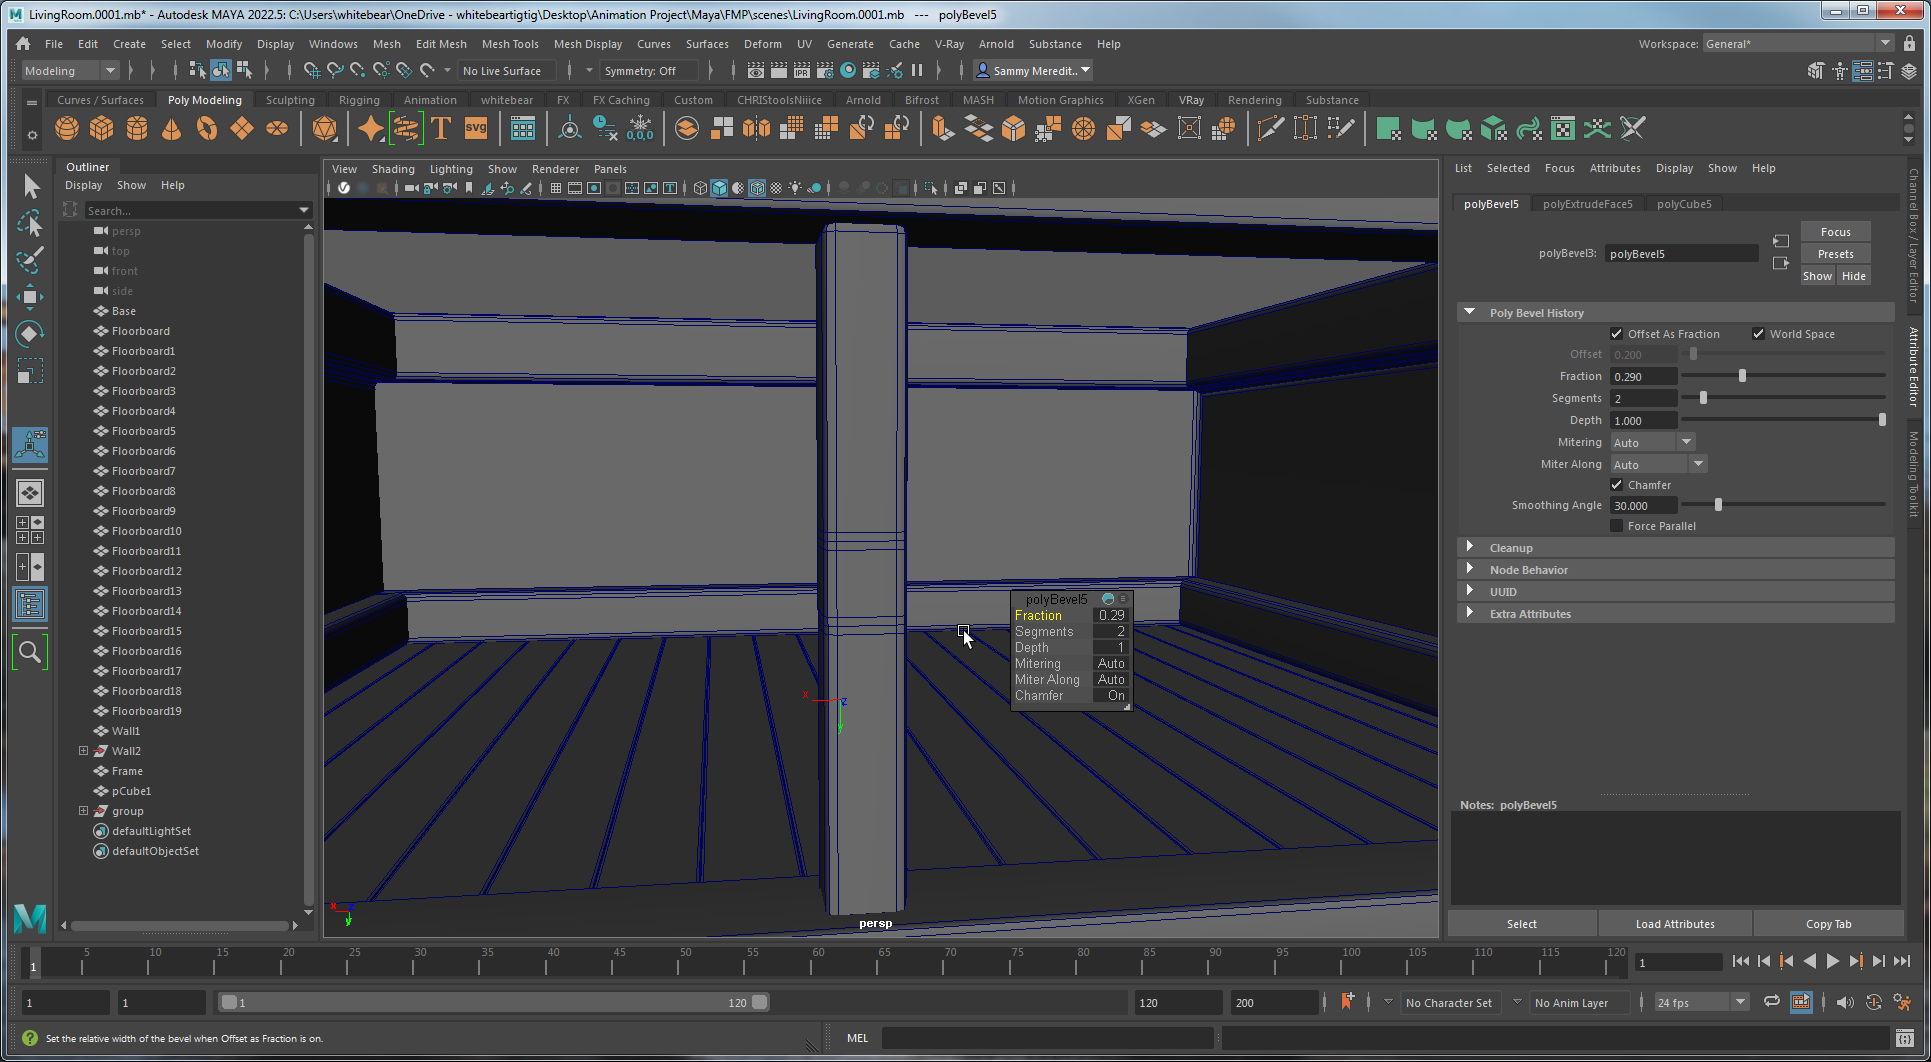 LivingRoom.0001.mb* - Autodesk MAYA 2022.5: C:\Users\whitebear\OneDrive - whitebeartigtig\Desktop\Animation Project\Maya\FMP\scenes\LivingRoom.0001.mb --- polyBevel5
File Edit Create Select Modify Display Windows Mesh Edit Mesh Mesh Tools Mesh Display Curves Surfaces Deform UV Generate Cache V-Ray Arnold Substance Help
Workspace: General*
Modeling No Live Surface Symmetry: Off IPR Sammy Meredit..
Curves / Surfaces Poly Modeling Sculpting Rigging Animation whitebear FX FX Caching Custom CHRIStoolsNiiice Arnold Bifrost MASH Motion Graphics XGen VRay Rendering Substance
T svg 0,0,0
Outliner
Display Show Help
Search...
persp
top
front
side
Base
Floorboard
Floorboard1
Floorboard2
Floorboard3
Floorboard4
Floorboard5
Floorboard6
Floorboard7
Floorboard8
Floorboard9
Floorboard10
Floorboard11
Floorboard12
Floorboard13
Floorboard14
Floorboard15
Floorboard16
Floorboard17
Floorboard18
Floorboard19
Wall1
Wall2
Frame
pCube1
group
defaultLightSet
defaultObjectSet
View Shading Lighting Show Renderer Panels
polyBevel5
Fraction 0.29
Segments 2
Depth 1
Mitering Auto
Miter Along Auto
Chamfer On
x z
y
x z
y
persp
List Selected Focus Attributes Display Show Help
polyBevel5 polyExtrudeFace5 polyCube5
polyBevel3: polyBevel5
Focus
Presets
Show Hide
Poly Bevel History
Offset As Fraction World Space
Offset 0.200
Fraction 0.290
Segments 2
Depth 1.000
Mitering Auto
Miter Along Auto
Chamfer
Smoothing Angle 30.000
Force Parallel
Cleanup
Node Behavior
UUID
Extra Attributes
Notes: polyBevel5
Select Load Attributes Copy Tab
Channel Box / Layer Editor
Attribute Editor
Modeling Toolkit
1 5 10 15 20 25 30 35 40 45 50 55 60 65 70 75 80 85 90 95 100 105 110 115 120
1
1 1 1 120 120 200 No Character Set No Anim Layer 24 fps
Set the relative width of the bevel when Offset as Fraction is on.
MEL